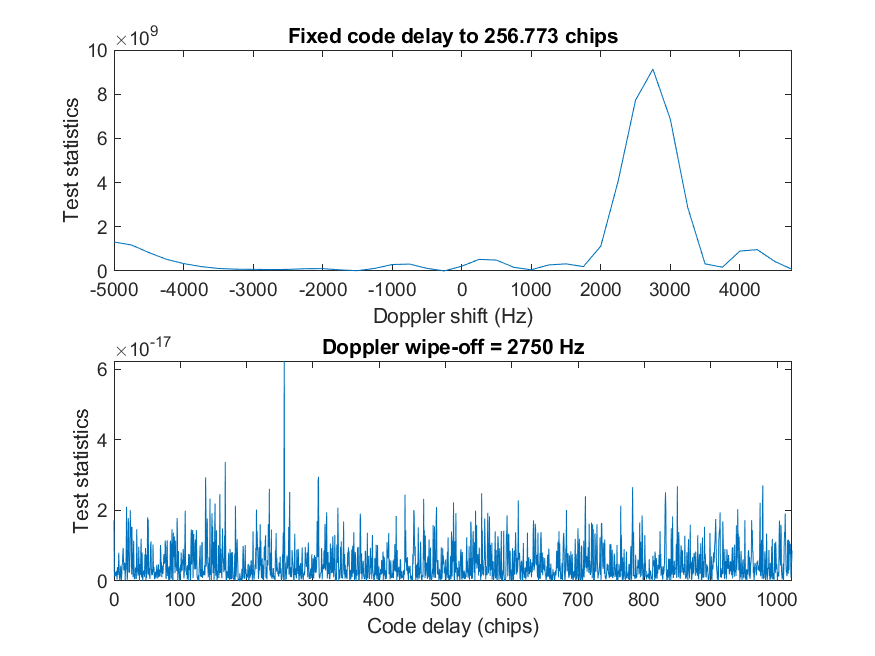 ×10^9
Fixed code delay to 256.773 chips
10
8
6
4
2
0
Test statistics
-5000 -4000 -3000 -2000 -1000 0 1000 2000 3000 4000
Doppler shift (Hz)
×10^-17
Doppler wipe-off = 2750 Hz
6
4
2
0
Test statistics
0 100 200 300 400 500 600 700 800 900 1000
Code delay (chips)